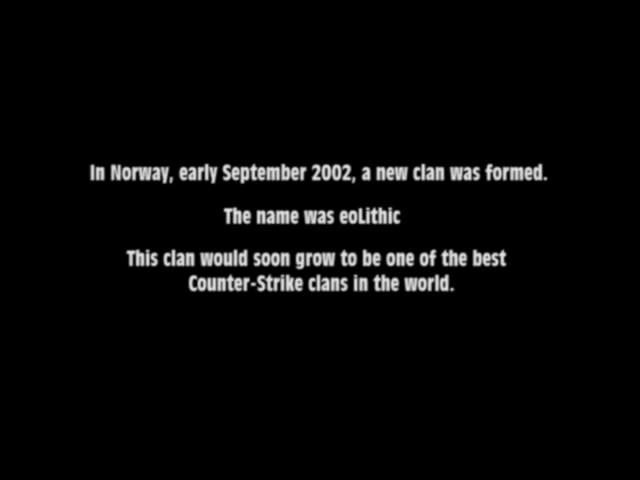 In Norway, early September 2002, a new clan was formed.
The name was eoLithic
This clan would soon grow to be one of the best
Counter-Strike clans in the world.